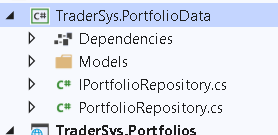 C# TraderSys.PortfolioData
Dependencies
Models
C# IPortfolioRepository.cs
C# PortfolioRepository.cs
TraderSys.Portfolios